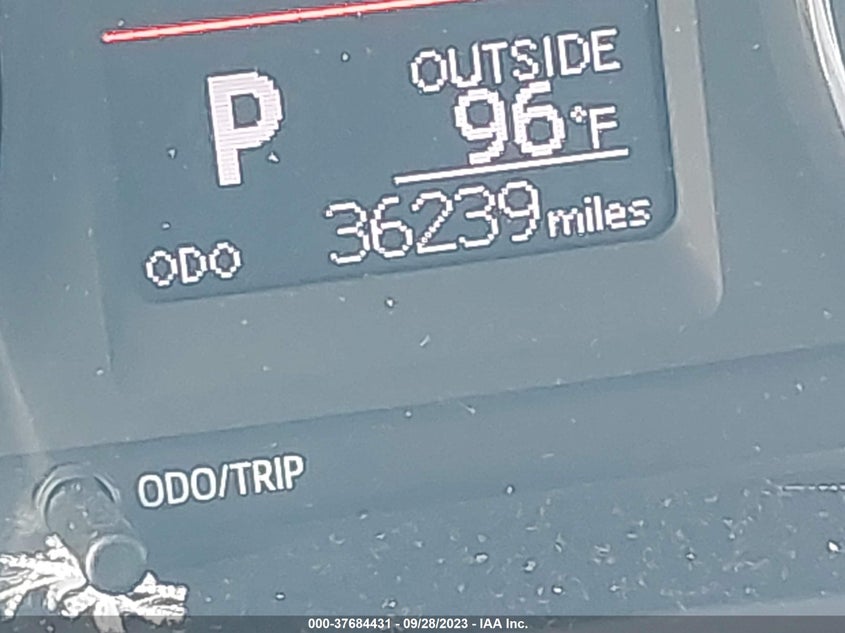 P
OUTSIDE
96°F
ODO 36239 miles
ODO/TRIP
000-37684431 - 09/28/2023 - IAA Inc.